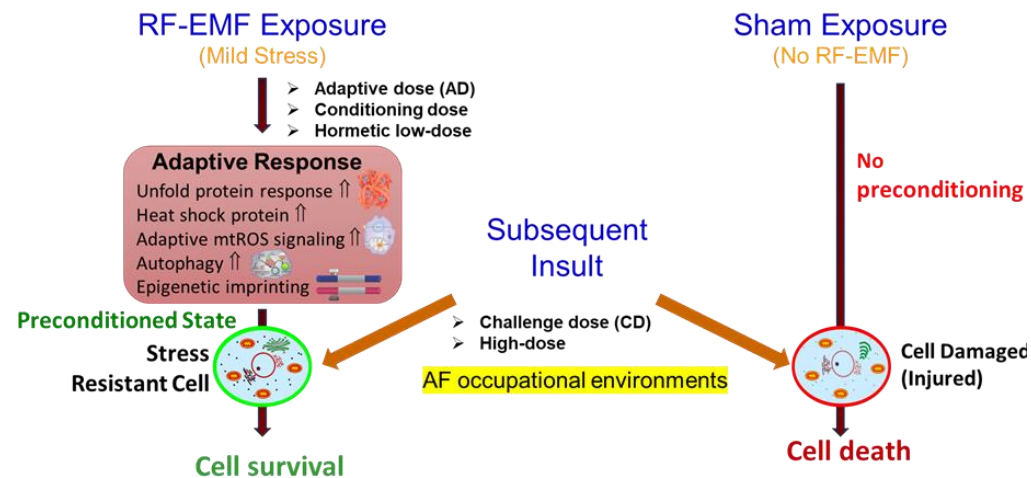 RF-EMF Exposure
(Mild Stress)
➢ Adaptive dose (AD)
➢ Conditioning dose
➢ Hormetic low-dose
Adaptive Response
Unfold protein response ⇑
Heat shock protein ⇑
Adaptive mtROS signaling ⇑
Autophagy ⇑
Epigenetic imprinting
Preconditioned State
Stress
Resistant Cell
Cell survival
Subsequent
Insult
➢ Challenge dose (CD)
➢ High-dose
AF occupational environments
Sham Exposure
(No RF-EMF)
No
preconditioning
Cell Damaged
(Injured)
Cell death